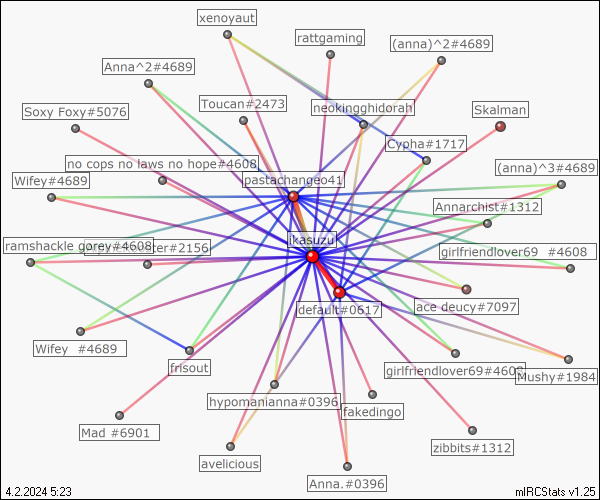 xenoyaut
rattgaming
(anna)^2#4689
Anna^2#4689
Toucan#2473
neokingghidorah
Soxy Foxy#5076
Skalman
Cypha#1717
no cops no laws no hope#4608
(anna)^3#4689
Wifey#4689
pastachangeo41
Annarchist#1312
ikasuzu
ramshackle gorey#4608
ter#2156
girlfriendlover69 #4608
default#0617
ace deucy#7097
Wifey #4689
frisout
girlfriendlover69#4608
Mushy#1984
hypomanianna#0396
fakedingo
Mad #6901
zibbits#1312
avelicious
Anna.#0396
4.2.2024 5:23
mIRCStats v1.25